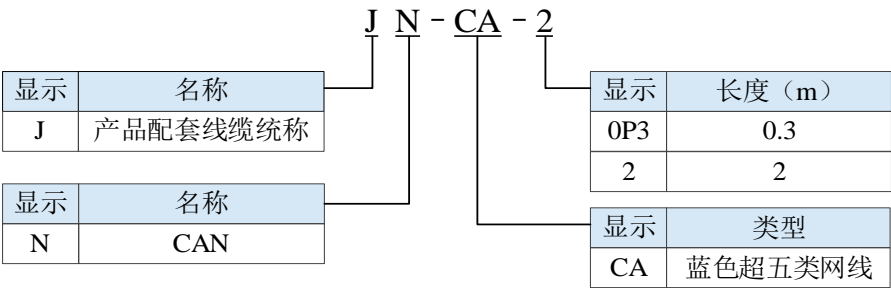 J N - CA - 2
显示 名称
J 产品配套线缆统称
显示 名称
N CAN
显示 长度（m）
0P3 0.3
2 2
显示 类型
CA 蓝色超五类网线